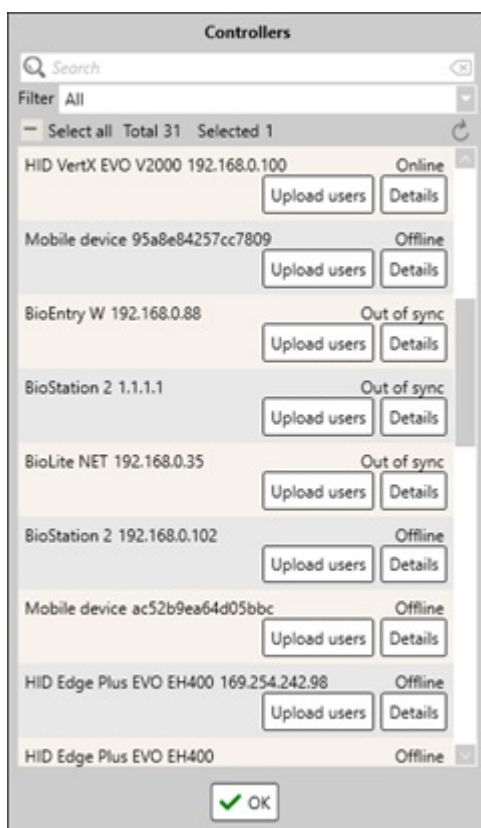 Controllers
Search
Filter All
Select all Total 31 Selected 1
HID VertX EVO V2000 192.168.0.100 Online
Upload users Details
Mobile device 95a8e84257cc7809 Offline
Upload users Details
BioEntry W 192.168.0.88 Out of sync
Upload users Details
BioStation 2 1.1.1.1 Out of sync
Upload users Details
BioLite NET 192.168.0.35 Out of sync
Upload users Details
BioStation 2 192.168.0.102 Offline
Upload users Details
Mobile device ac52b9ea64d05bbc Offline
Upload users Details
HID Edge Plus EVO EH400 169.254.242.98 Offline
Upload users Details
HID Edge Plus EVO EH400 Offline
OK